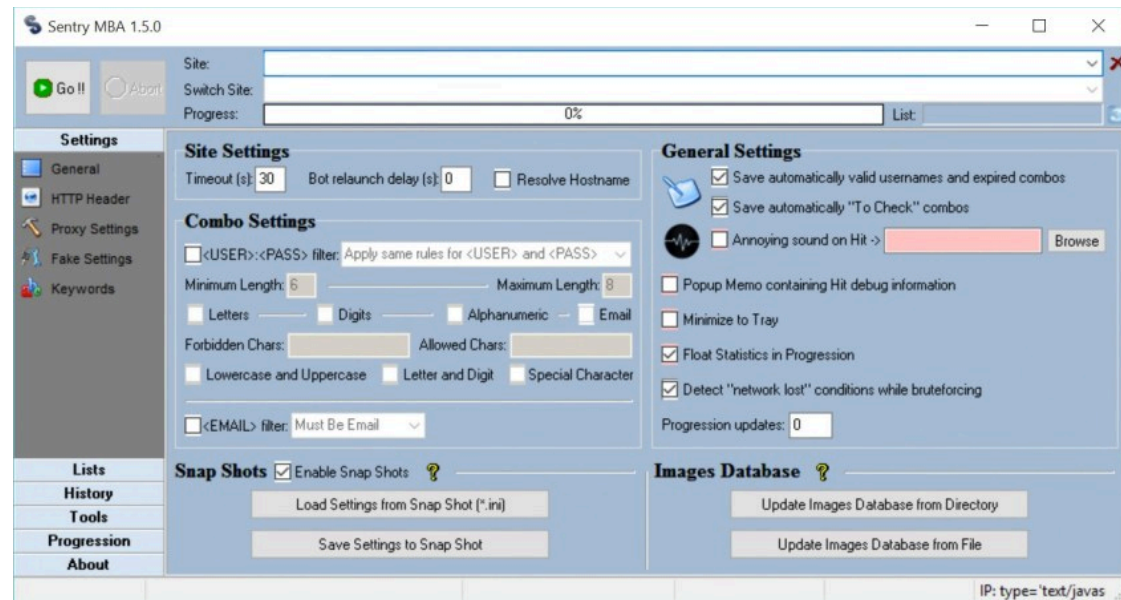 Sentry MBA 1.5.0
Go !! Abort
Site:
Switch Site:
Progress: 0% List:
Settings
General
HTTP Header
Proxy Settings
Fake Settings
Keywords
Lists
History
Tools
Progression
About
Site Settings
Timeout (s): 30 Bot relaunch delay (s): 0 Resolve Hostname
Combo Settings
<USER>:<PASS> filter: Apply same rules for <USER> and <PASS>
Minimum Length: 6 Maximum Length: 8
Letters Digits Alphanumeric Email
Forbidden Chars: Allowed Chars:
Lowercase and Uppercase Letter and Digit Special Character
<EMAIL> filter: Must Be Email
Snap Shots Enable Snap Shots ?
Load Settings from Snap Shot (*.ini)
Save Settings to Snap Shot
General Settings
Save automatically valid usernames and expired combos
Save automatically "To Check" combos
Annoying sound on Hit -> Browse
Popup Memo containing Hit debug information
Minimize to Tray
Float Statistics in Progression
Detect "network lost" conditions while bruteforcing
Progression updates: 0
Images Database ?
Update Images Database from Directory
Update Images Database from File
IP: type='text/javas